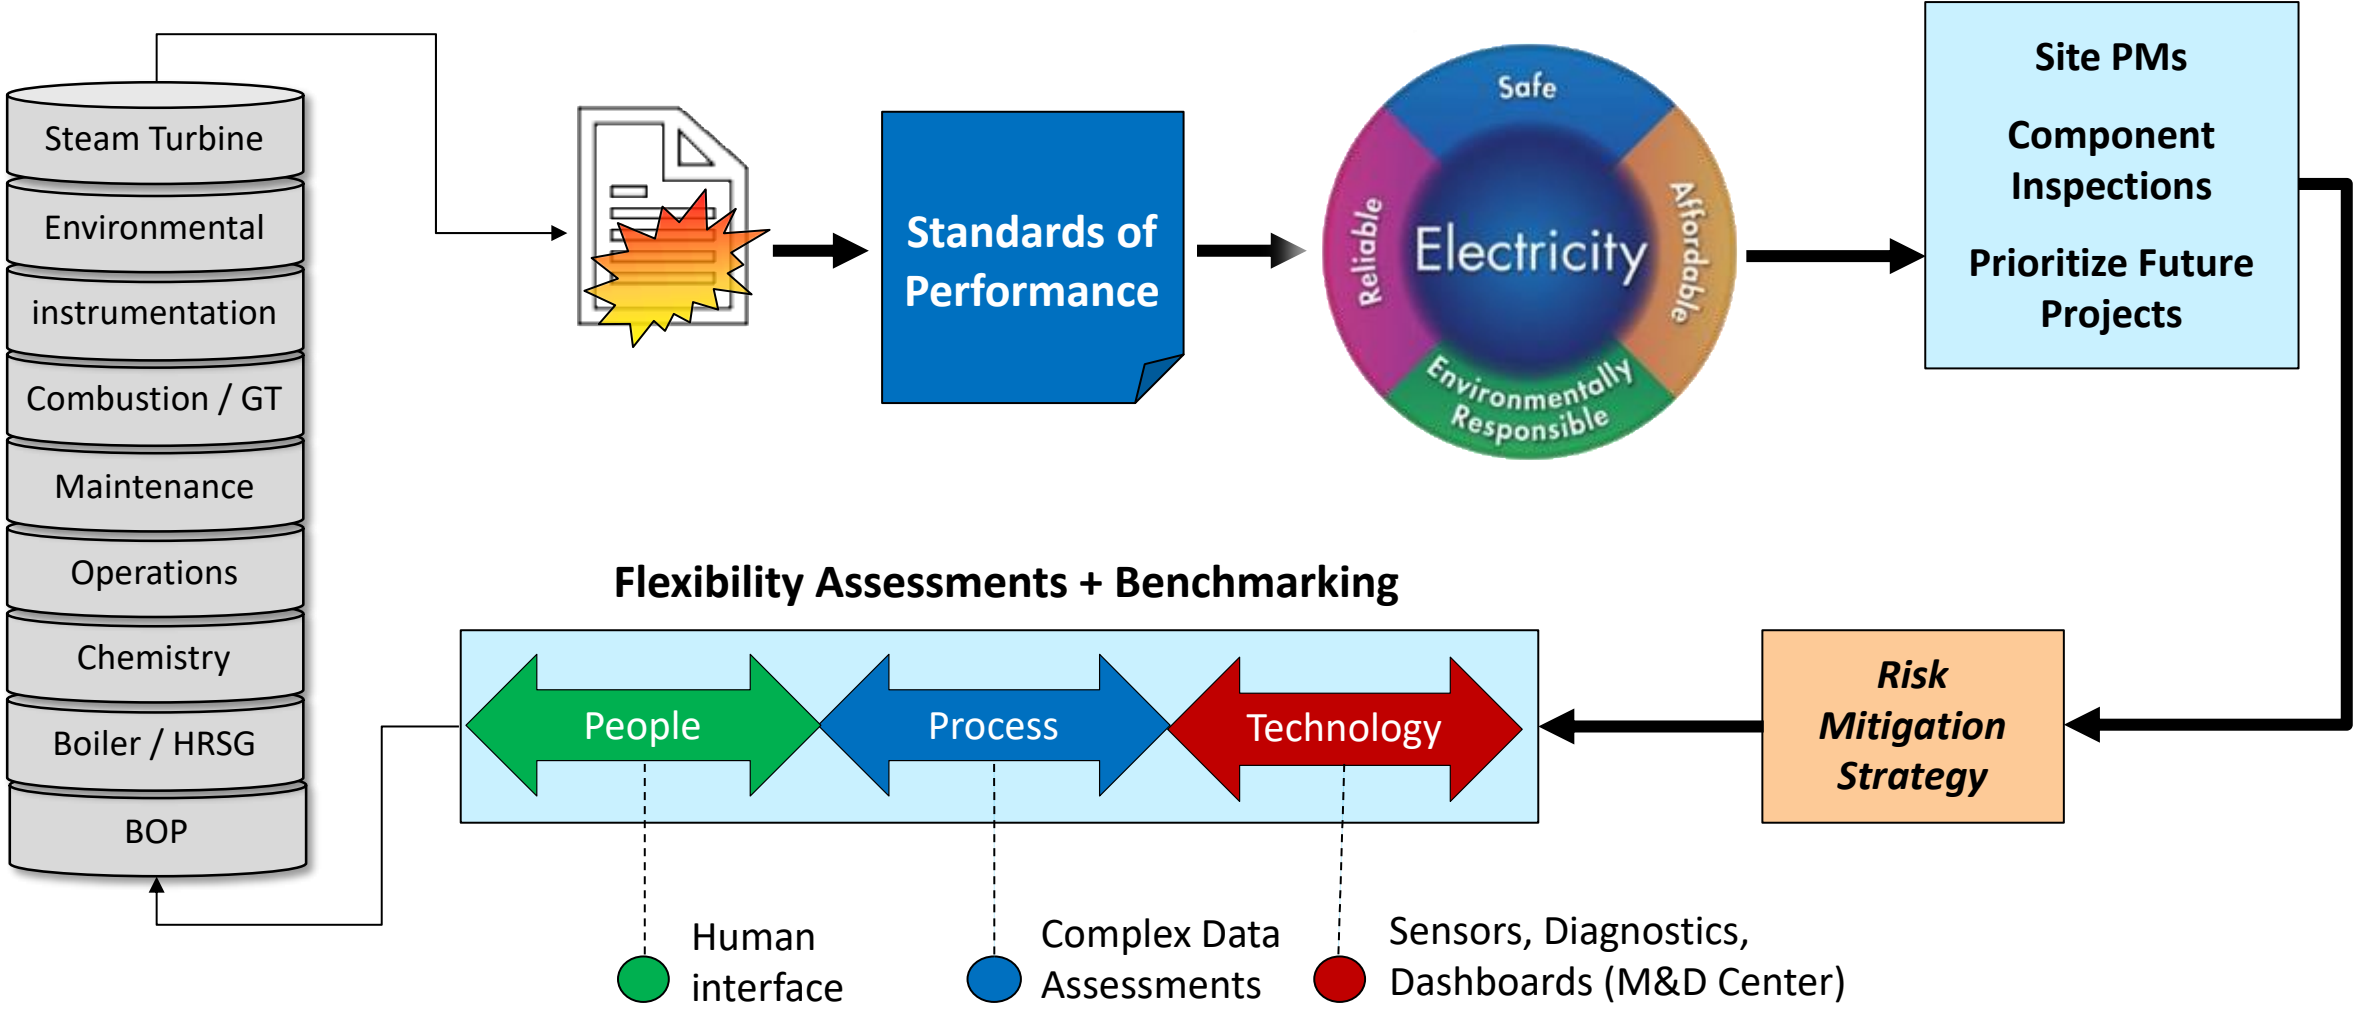 Steam Turbine
Environmental
instrumentation
Combustion / GT
Maintenance
Operations
Chemistry
Boiler / HRSG
BOP
Standards of
Performance
Safe
Reliable
Electricity
Affordable
Environmentally
Responsible
Site PMs
Component
Inspections
Prioritize Future
Projects
Flexibility Assessments + Benchmarking
People
Process
Technology
Risk
Mitigation
Strategy
Human
interface
Complex Data
Assessments
Sensors, Diagnostics,
Dashboards (M&D Center)